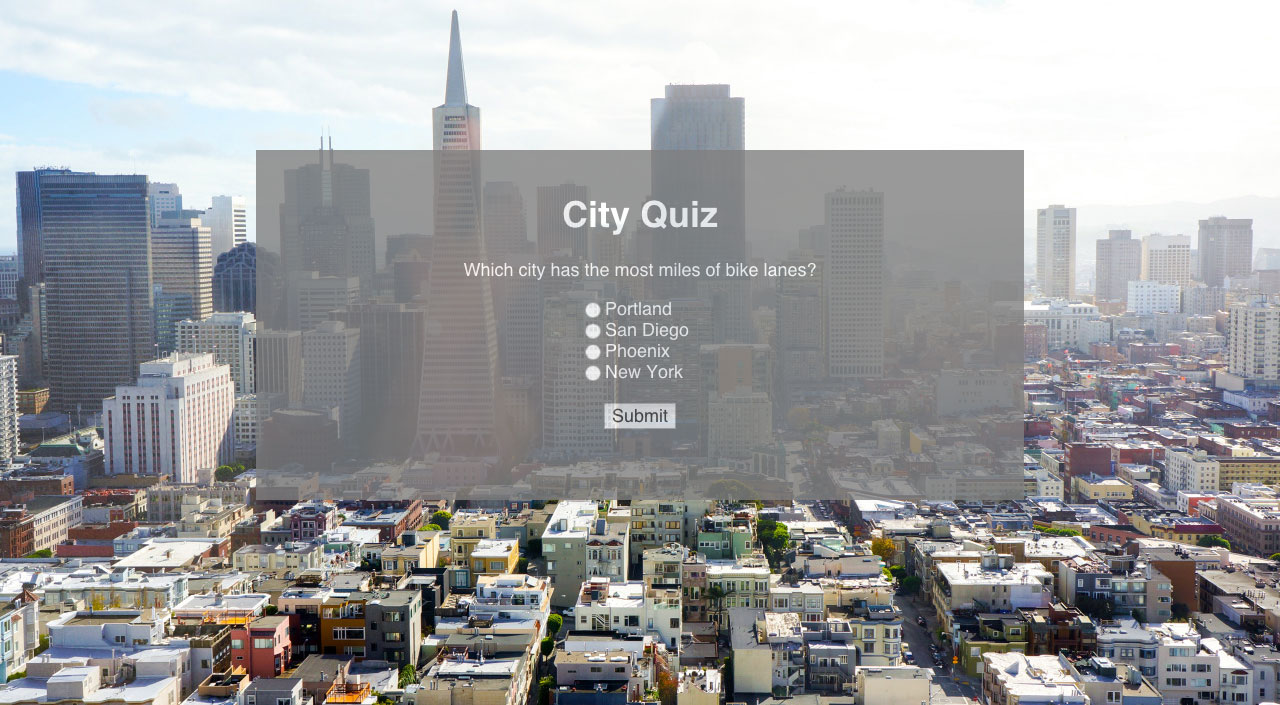 City Quiz
Which city has the most miles of bike lanes?
Portland
San Diego
Phoenix
New York
Submit